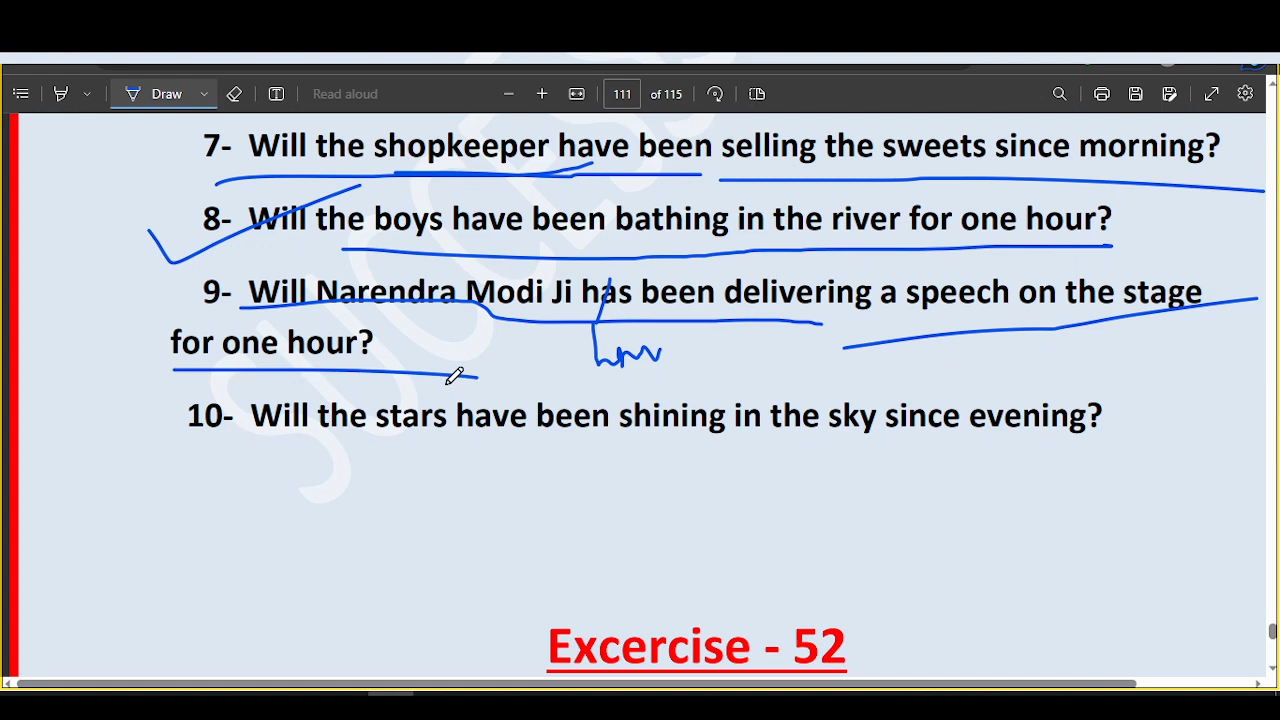 Draw
Read aloud
111 of 115
7- Will the shopkeeper have been selling the sweets since morning?
8- Will the boys have been bathing in the river for one hour?
9- Will Narendra Modi Ji has been delivering a speech on the stage
for one hour?
10- Will the stars have been shining in the sky since evening?
Excercise - 52
SUCCESS